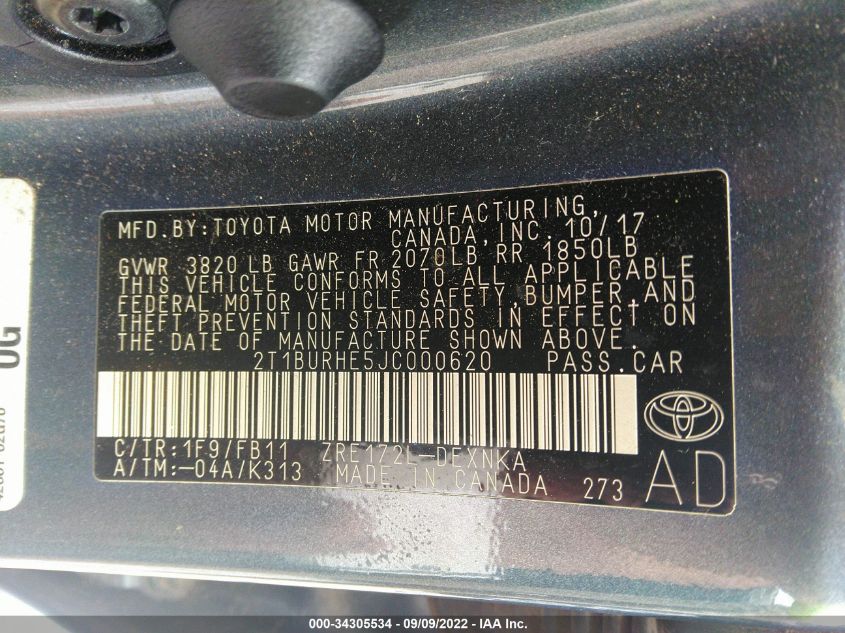 MFD.BY:TOYOTA MOTOR MANUFACTURING,
CANADA,INC. 10/17
GVWR 3820 LB GAWR FR 2070LB RR 1850LB
THIS VEHICLE CONFORMS TO ALL APPLICABLE
FEDERAL MOTOR VEHICLE SAFETY,BUMPER,AND
THEFT PREVENTION STANDARDS IN EFFECT ON
THE DATE OF MANUFACTURE SHOWN ABOVE.
2T1BURHE5JC000620 PASS.CAR
C/TR:1F9/FB11 ZRE172L-DEXNKA
A/TM:-04A/K313 MADE IN CANADA 273
AD
0G
000-34305534 - 09/09/2022 - IAA Inc.